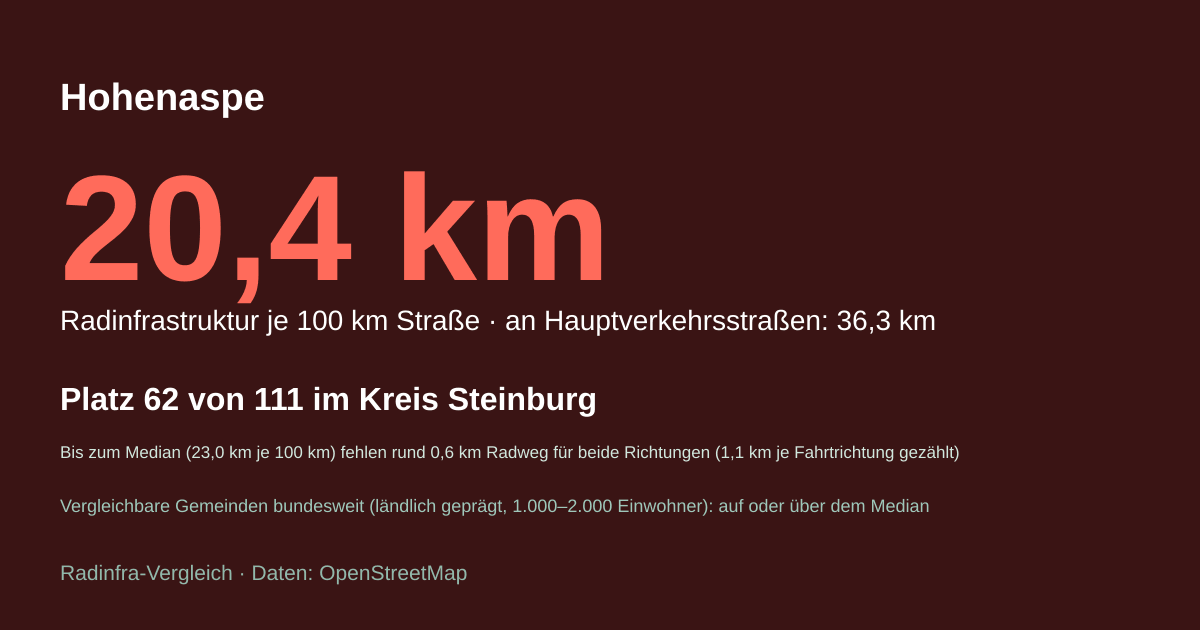 Hohenaspe
20,4 km
Radinfrastruktur je 100 km Straße · an Hauptverkehrsstraßen: 36,3 km
Platz 62 von 111 im Kreis Steinburg
Bis zum Median (23,0 km je 100 km) fehlen rund 0,6 km Radweg für beide Richtungen (1,1 km je Fahrtrichtung gezählt)
Vergleichbare Gemeinden bundesweit (ländlich geprägt, 1.000–2.000 Einwohner): auf oder über dem Median
Radinfra-Vergleich · Daten: OpenStreetMap